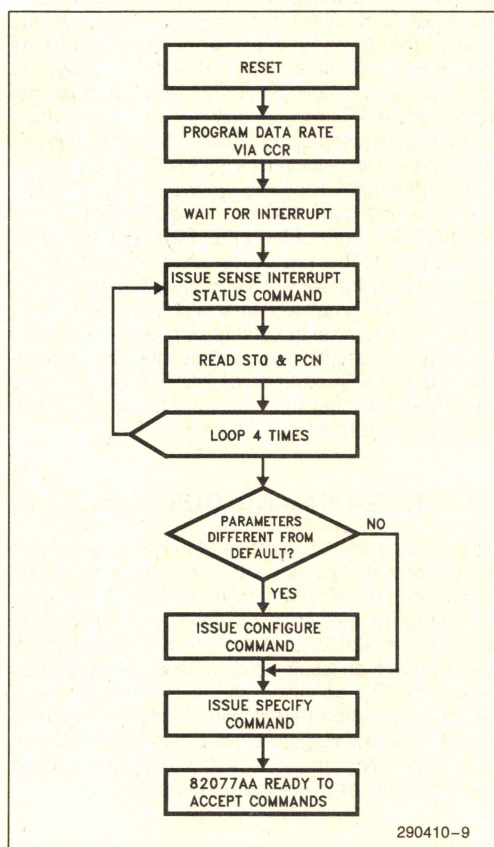 RESET
PROGRAM DATA RATE
VIA CCR
WAIT FOR INTERRUPT
ISSUE SENSE INTERRUPT
STATUS COMMAND
READ ST0 & PCN
LOOP 4 TIMES
PARAMETERS
DIFFERENT FROM
DEFAULT?
NO
YES
ISSUE CONFIGURE
COMMAND
ISSUE SPECIFY
COMMAND
82077AA READY TO
ACCEPT COMMANDS
290410-9